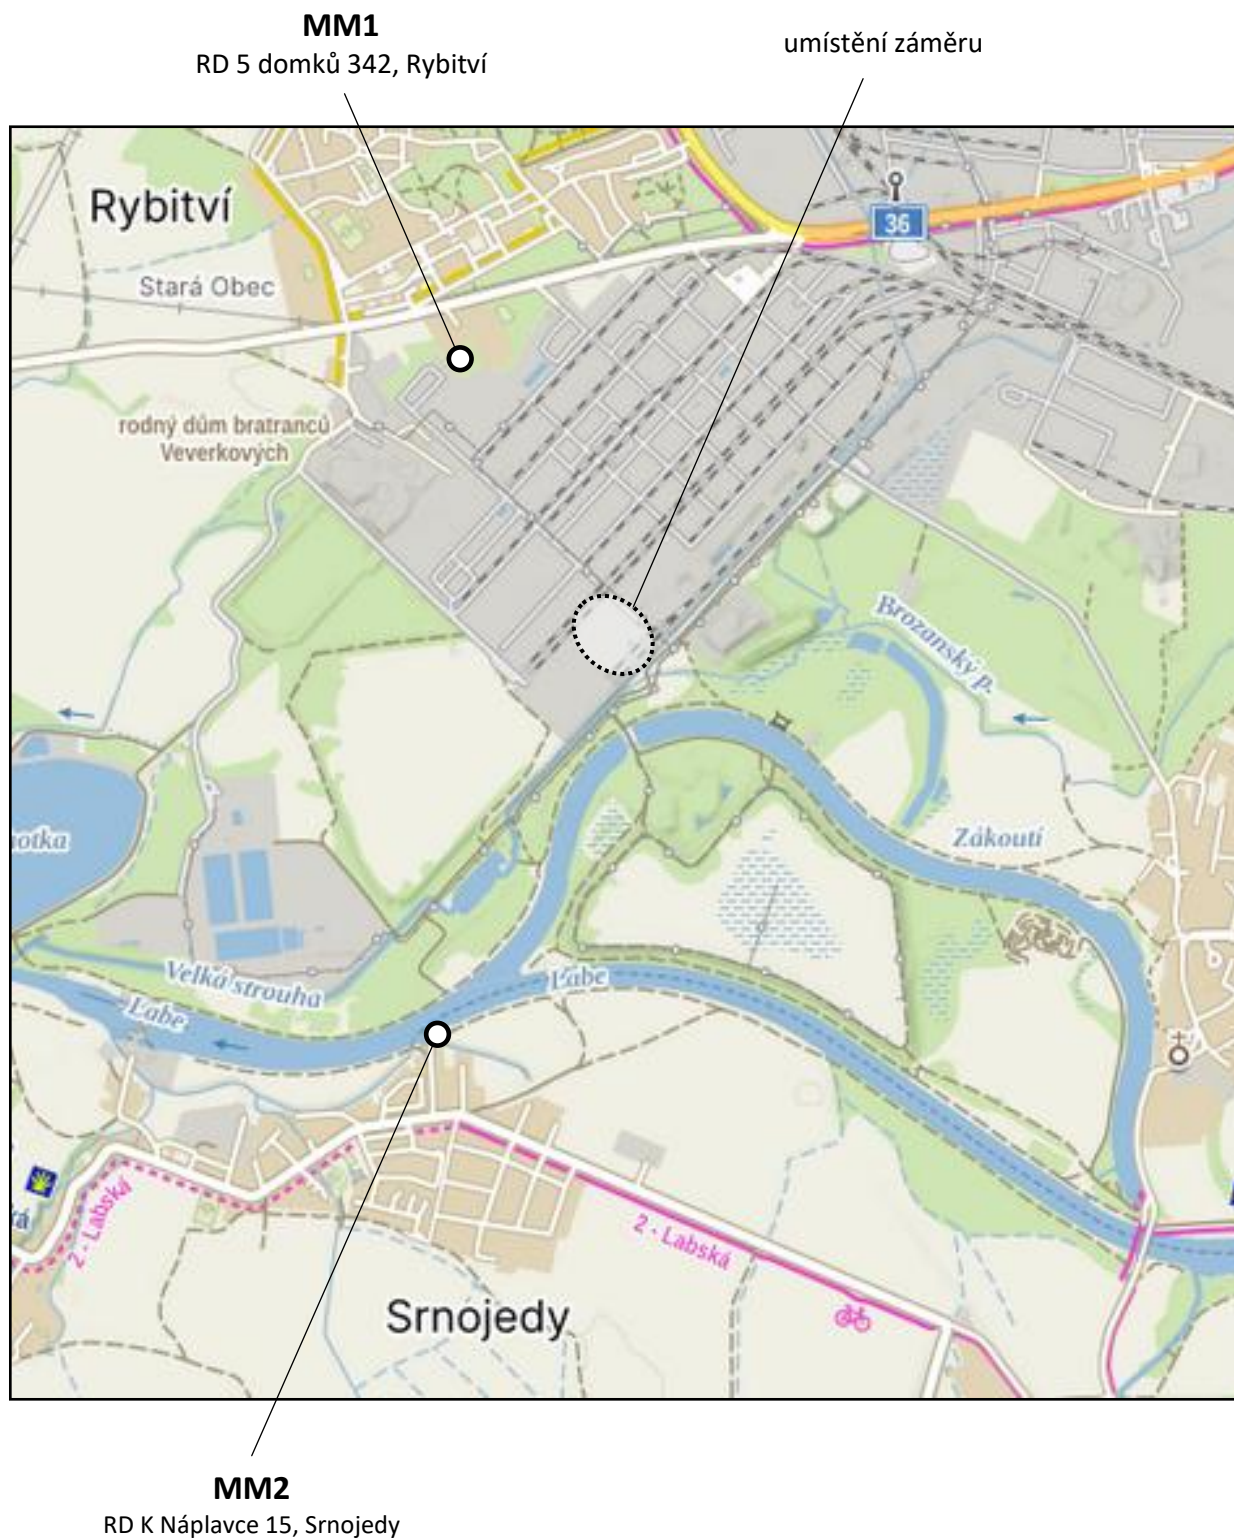 MM1
RD 5 domků 342, Rybitví
umístění záměru
Rybitví
36
Stará Obec
rodný dům bratranců
Veverkových
Brozanský p.
Zákoutí
Velká strouha
Labe
Labe
2 - Labská
2 - Labská
Srnojedy
MM2
RD K Náplavce 15, Srnojedy